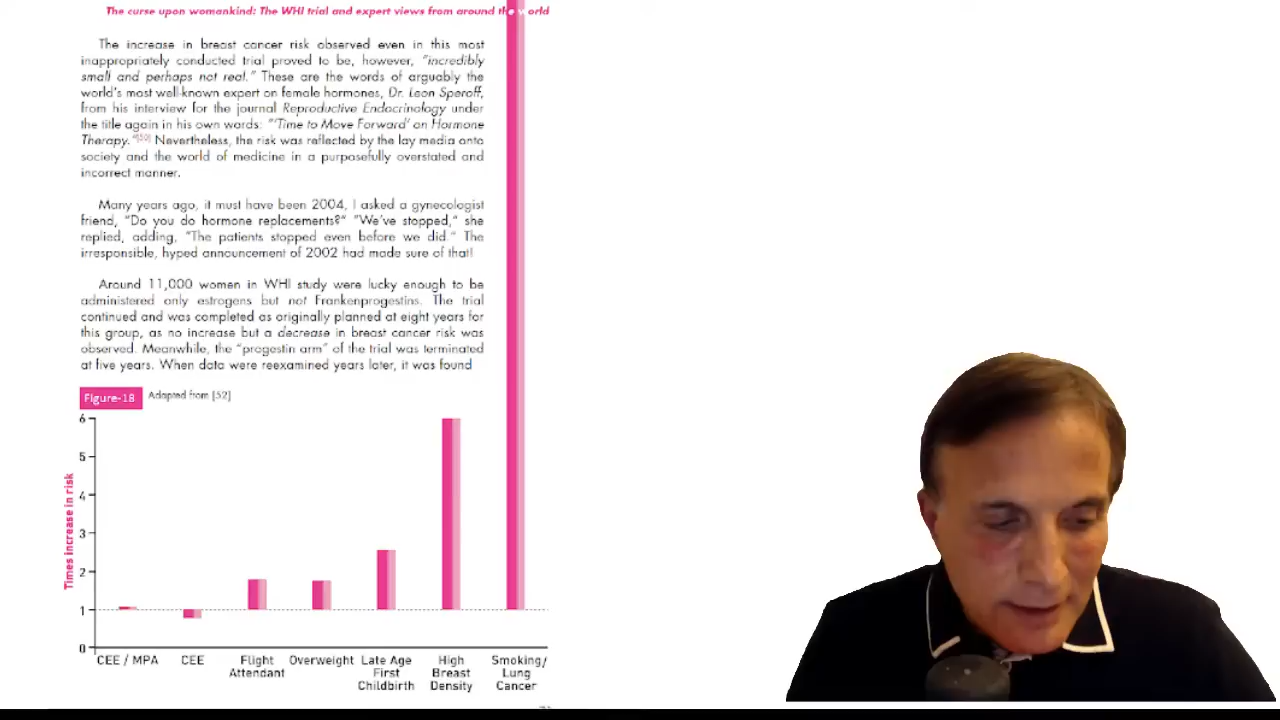 The curse upon womankind: The WHI trial and expert views from around the world
The increase in breast cancer risk observed even in this most
inappropriately conducted trial proved to be, however, "incredibly
small and perhaps not real." These are the words of arguably the
world's most well-known expert on female hormones, Dr. Leon Speroff,
from his interview for the journal Reproductive Endocrinology under
the title again in his own words: "'Time to Move Forward' on Hormone
Therapy."[50] Nevertheless, the risk was reflected by the lay media onto
society and the world of medicine in a purposefully overstated and
incorrect manner.
Many years ago, it must have been 2004, I asked a gynecologist
friend, "Do you do hormone replacements?" "We've stopped," she
replied, adding, "The patients stopped even before we did." The
irresponsible, hyped announcement of 2002 had made sure of that!
Around 11,000 women in WHI study were lucky enough to be
administered only estrogens but not Frankenprogestins. The trial
continued and was completed as originally planned at eight years for
this group, as no increase but a decrease in breast cancer risk was
observed. Meanwhile, the "progestin arm" of the trial was terminated
at five years. When data were reexamined years later, it was found
Figure-18 Adapted from [52]
Times increase in risk
6
5
4
3
2
1
0
CEE / MPA
CEE
Flight
Attendant
Overweight
Late Age
First
Childbirth
High
Breast
Density
Smoking/
Lung
Cancer